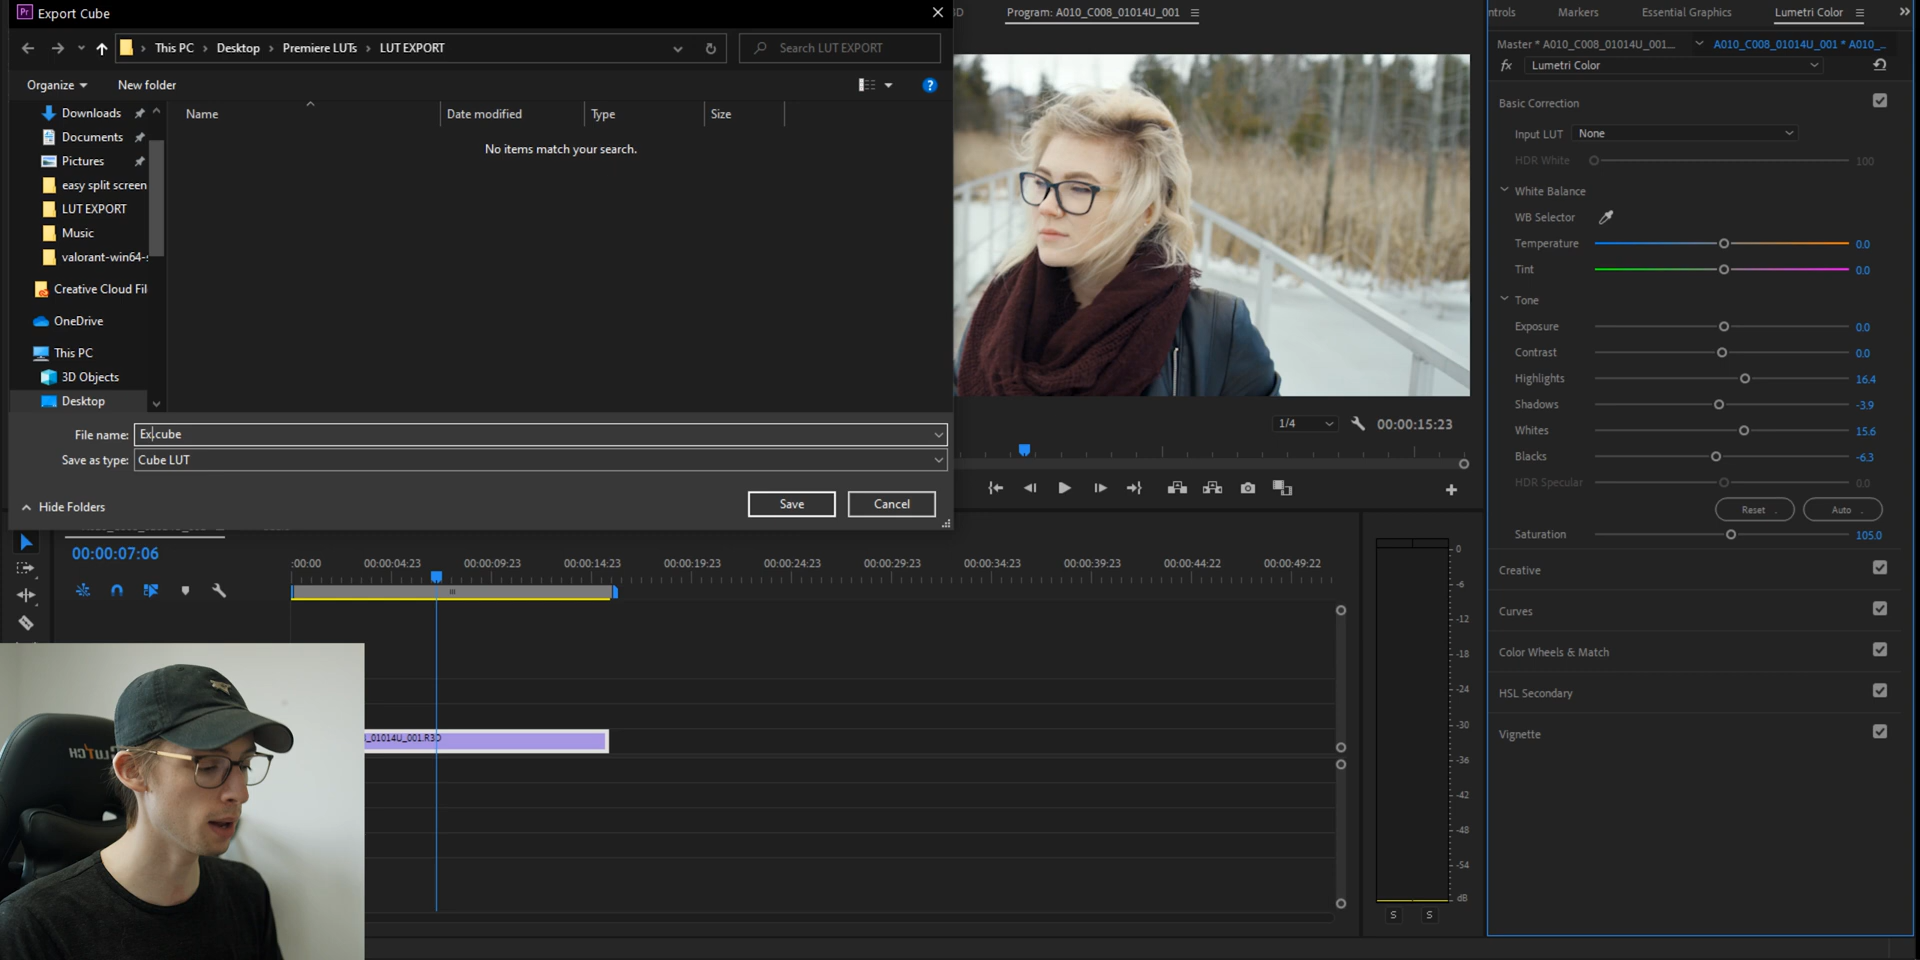 Pr Export Cube
This PC > Desktop > Premiere LUTs > LUT EXPORT
Search LUT EXPORT
Organize
New folder
?
Name
Date modified
Type
Size
No items match your search.
Downloads
Documents
Pictures
easy split screen
LUT EXPORT
Music
valorant-win64-s
Creative Cloud Fil
OneDrive
This PC
3D Objects
Desktop
File name: Ex.cube
Save as type: Cube LUT
Hide Folders
Save
Cancel
3D
Program: A010_C008_01014U_001
1/4
00:00:15:23
ntrols
Markers
Essential Graphics
Lumetri Color
Master * A010_C008_01014U_001...
A010_C008_01014U_001 * A010_...
fx Lumetri Color
Basic Correction
Input LUT None
HDR White 100
White Balance
WB Selector
Temperature 0.0
Tint 0.0
Tone
Exposure 0.0
Contrast 0.0
Highlights 16.4
Shadows -3.9
Whites 15.6
Blacks -6.3
HDR Specular 0.0
Reset
Auto
Saturation 105.0
Creative
Curves
Color Wheels & Match
HSL Secondary
Vignette
00:00:07:06
:00:00
00:00:04:23
00:00:09:23
00:00:14:23
00:00:19:23
00:00:24:23
00:00:29:23
00:00:34:23
00:00:39:23
00:00:44:22
00:00:49:22
_01014U_001.R3D
0
-6
-12
-18
-24
-30
-36
-42
-48
-54
dB
S
S